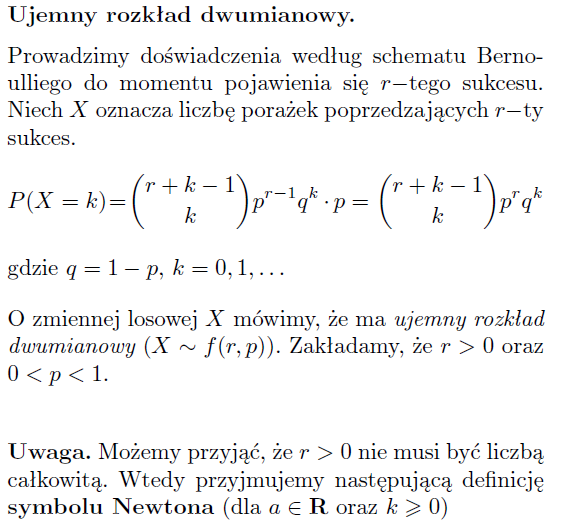 Ujemny rozkład dwumianowy.
Prowadzimy doświadczenia według schematu Berno-
ulliego do momentu pojawienia się r−tego sukcesu.
Niech X oznacza liczbę porażek poprzedzających r−ty
sukces.
P(X = k)=\binom{r + k − 1}{k} p^{r−1} q^k · p = \binom{r + k − 1}{k} p^r q^k
gdzie q = 1 − p, k = 0, 1, . . .
O zmiennej losowej X mówimy, że ma ujemny rozkład
dwumianowy (X ∼ f(r, p)). Zakładamy, że r > 0 oraz
0 < p < 1.
Uwaga. Możemy przyjąć, że r > 0 nie musi być liczbą
całkowitą. Wtedy przyjmujemy następującą definicję
symbolu Newtona (dla a ∈ R oraz k ⩾ 0)